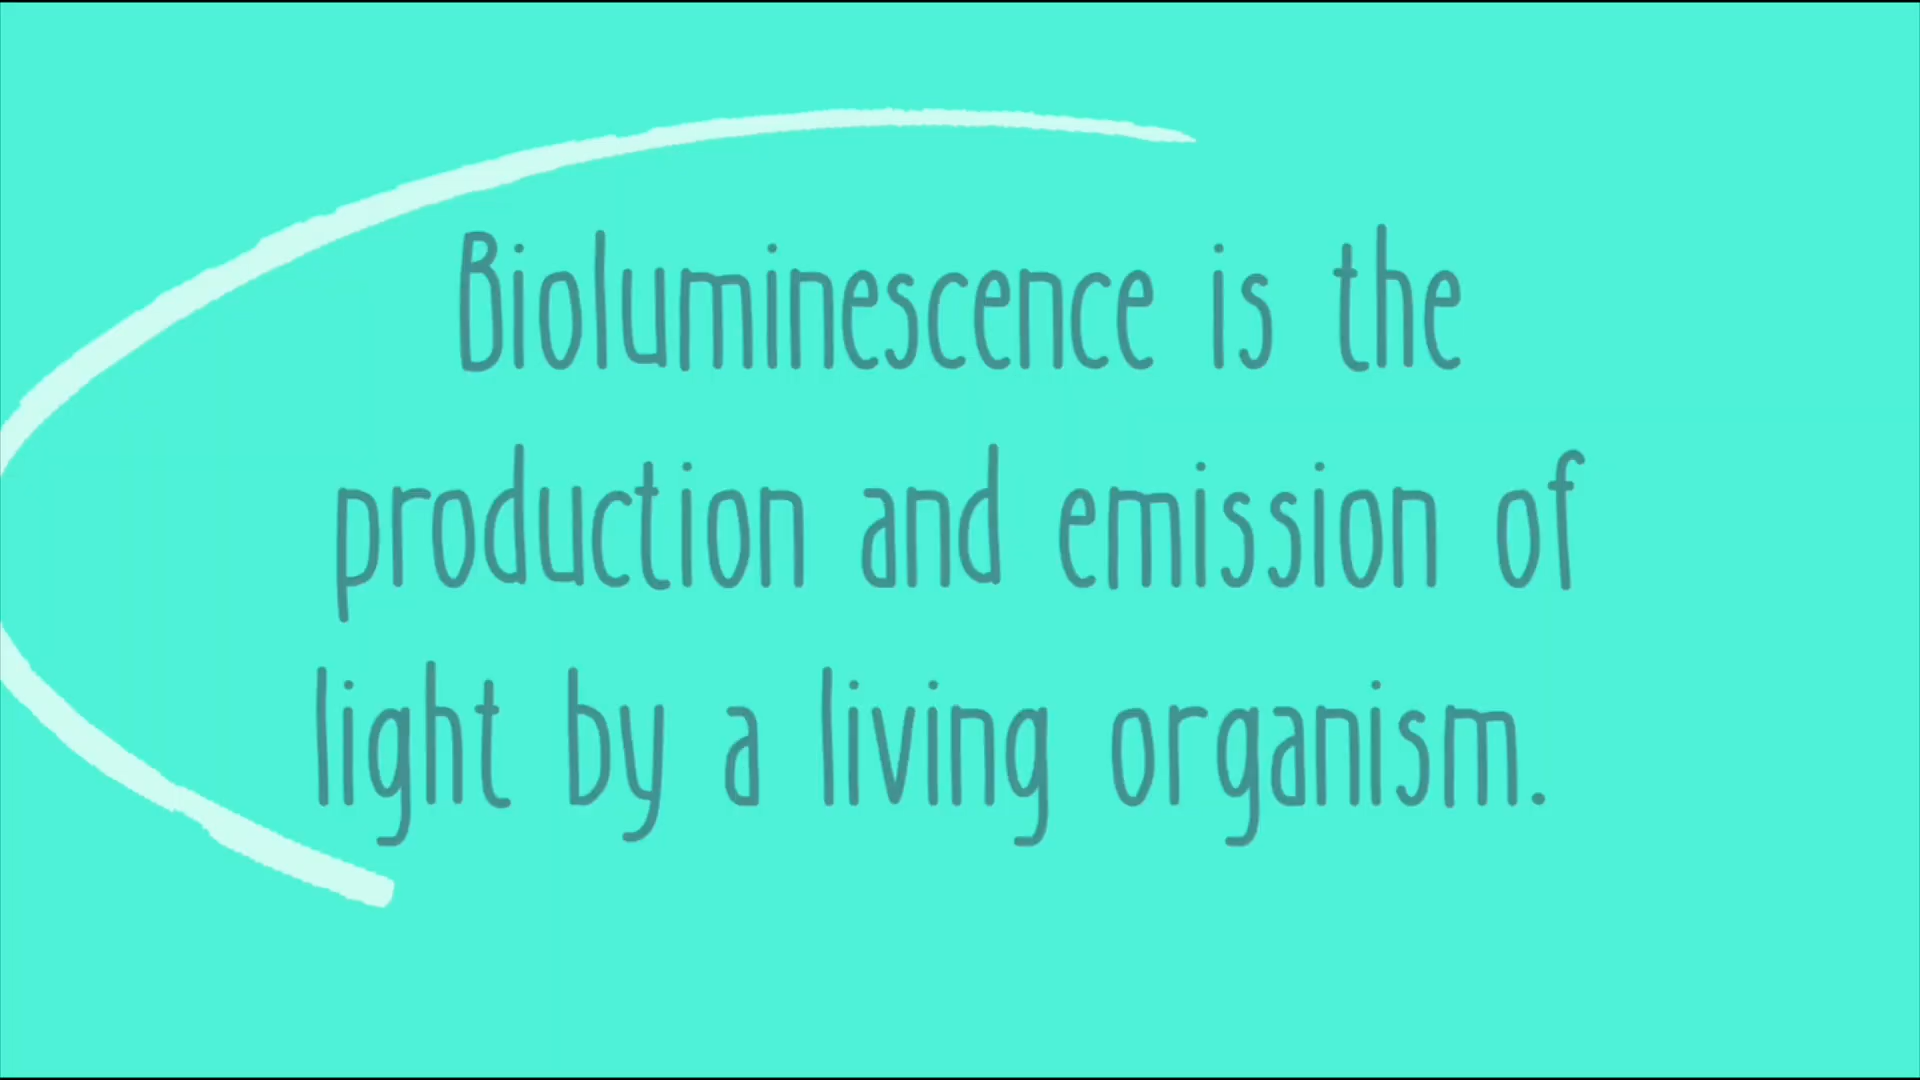 Bioluminescence is the
production and emission of
light by a living organism.